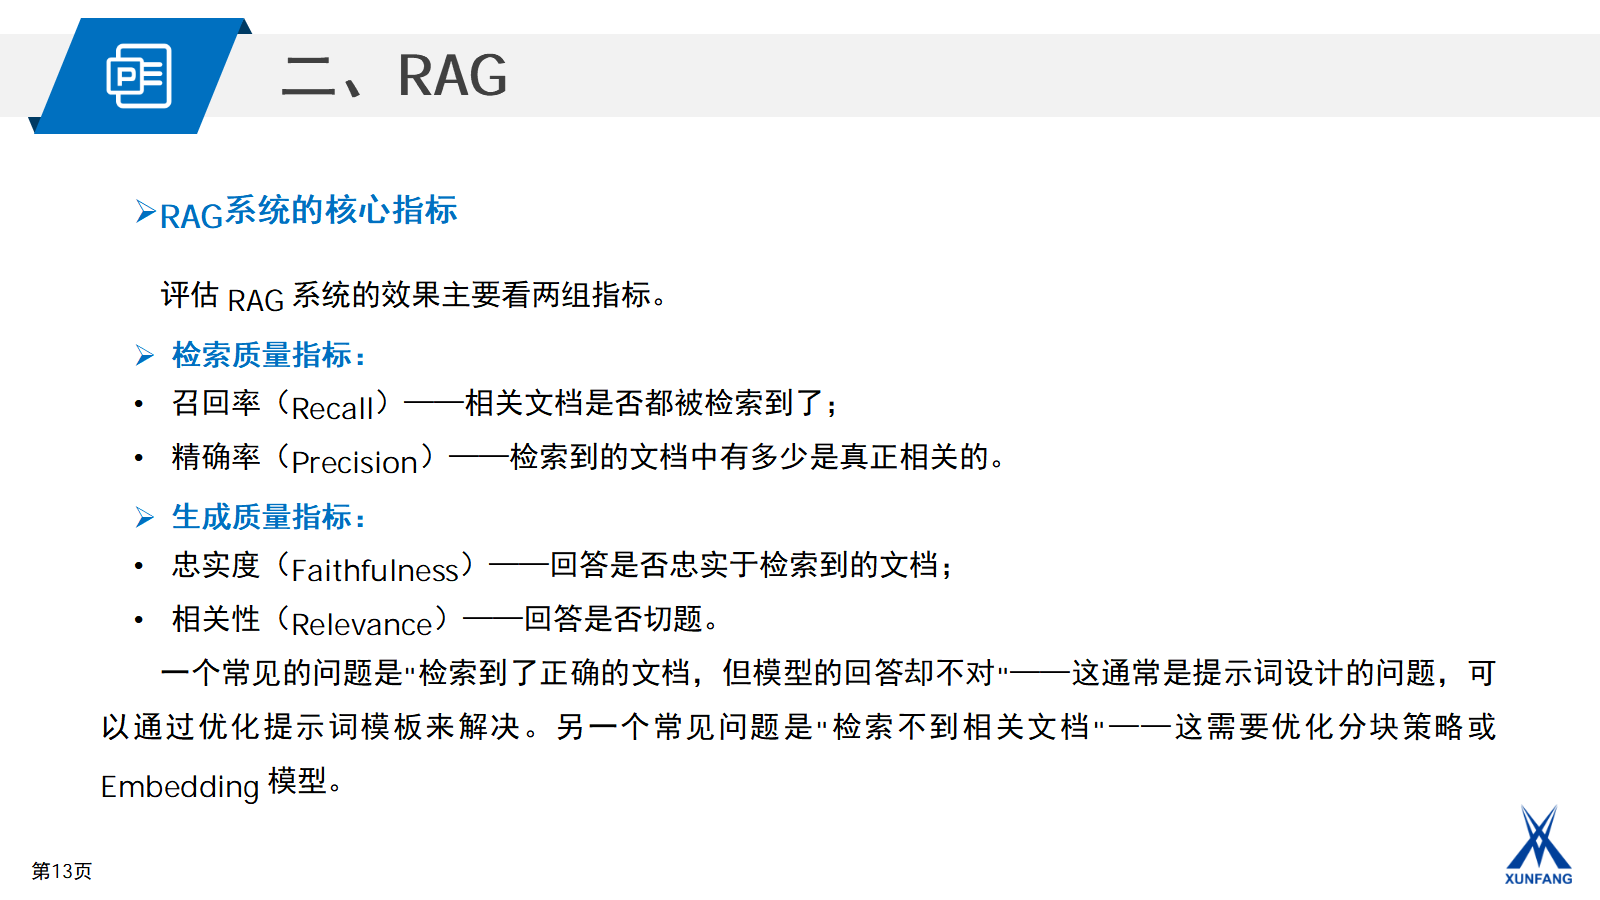 二、RAG
➢RAG系统的核心指标
评估 RAG 系统的效果主要看两组指标。
➢ 检索质量指标：
• 召回率（Recall）——相关文档是否都被检索到了；
• 精确率（Precision）——检索到的文档中有多少是真正相关的。
➢ 生成质量指标：
• 忠实度（Faithfulness）——回答是否忠实于检索到的文档；
• 相关性（Relevance）——回答是否切题。
一个常见的问题是"检索到了正确的文档，但模型的回答却不对"——这通常是提示词设计的问题，可
以通过优化提示词模板来解决。另一个常见问题是"检索不到相关文档"——这需要优化分块策略或
Embedding 模型。
第13页
XUNFANG